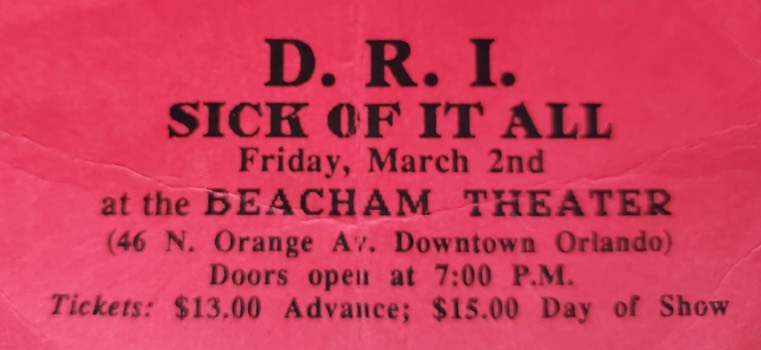 D. R. I.
SICK OF IT ALL
Friday, March 2nd
at the BEACHAM THEATER
(46 N. Orange Av. Downtown Orlando)
Doors open at 7:00 P.M.
Tickets: $13.00 Advance; $15.00 Day of Show